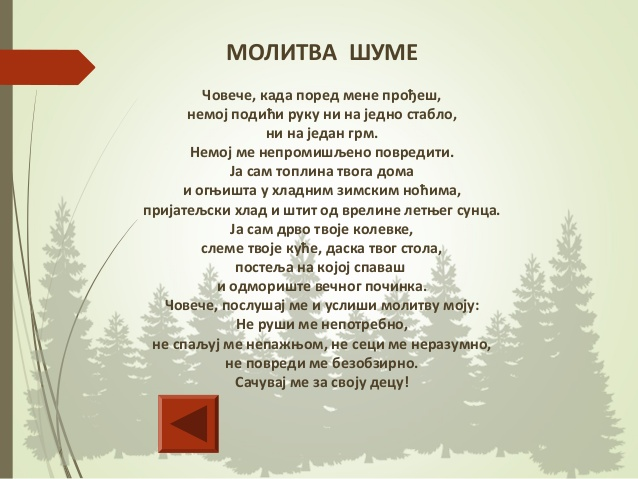 МОЛИТВА ШУМЕ
Човече, када поред мене прођеш,
немој подићи руку ни на једно стабло,
ни на један грм.
Немој ме непромишљено повредити.
Ја сам топлина твога дома
и огњишта у хладним зимским ноћима,
пријатељски хлад и штит од врелине летњег сунца.
Ја сам дрво твоје колевке,
слеме твоје куће, даска твог стола,
постеља на којој спаваш
и одмориште вечног починка.
Човече, послушај ме и услиши молитву моју:
Не руши ме непотребно,
не спаљуј ме непажњом, не сеци ме неразумно,
не повреди ме безобзирно.
Сачувај ме за своју децу!